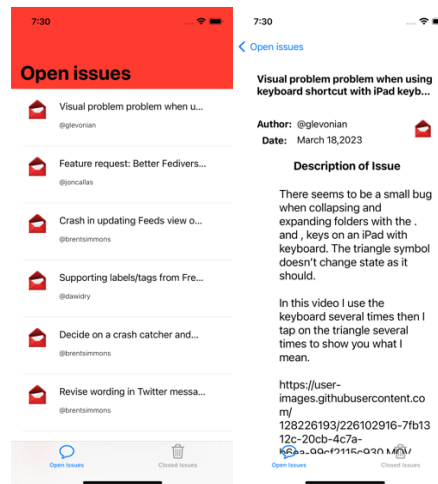 7:30
Open issues
Visual problem problem when u...
@glevonian
Feature request: Better Fedivers...
@joncallas
Crash in updating Feeds view o...
@brentsimmons
Supporting labels/tags from Fre...
@dawidry
Decide on a crash catcher and...
@brentsimmons
Revise wording in Twitter messa...
@brentsimmons
Open Issues
Closed Issues
7:30
Open issues
Visual problem problem when using
keyboard shortcut with iPad keyb...
Author: @glevonian
Date: March 18,2023
Description of Issue
There seems to be a small bug
when collapsing and
expanding folders with the .
and , keys on an iPad with
keyboard. The triangle symbol
doesn't change state as it
should.
In this video I use the
keyboard several times then I
tap on the triangle several
times to show you what I
mean.
https://user-
images.githubusercontent.co
m/
128226193/226102916-7fb13
12c-20cb-4c7a-
b6ea-99cf2115c930.MOV
Open Issues
Closed Issues